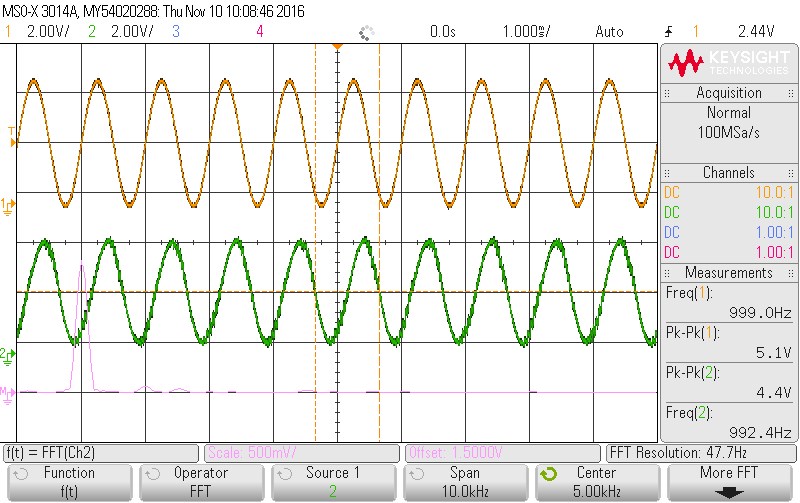 MSO-X 3014A, MY54020288: Thu Nov 10 10:08:46 2016
1 2.00V/ 2 2.00V/ 3 4 0.0s 1.000ms/ Auto 1 2.44V
KEYSIGHT
TECHNOLOGIES
Acquisition
Normal
100MSa/s
Channels
DC 10.0:1
DC 10.0:1
DC 1.00:1
DC 1.00:1
Measurements
Freq(1):
999.0Hz
Pk-Pk(1):
5.1V
Pk-Pk(2):
4.4V
Freq(2):
992.4Hz
T
1
2
M
f(t) = FFT(Ch2) Scale: 500mV/ Offset: 1.5000V FFT Resolution: 47.7Hz
Function Operator Source 1 Span Center More FFT
f(t) FFT 2 10.0kHz 5.00kHz